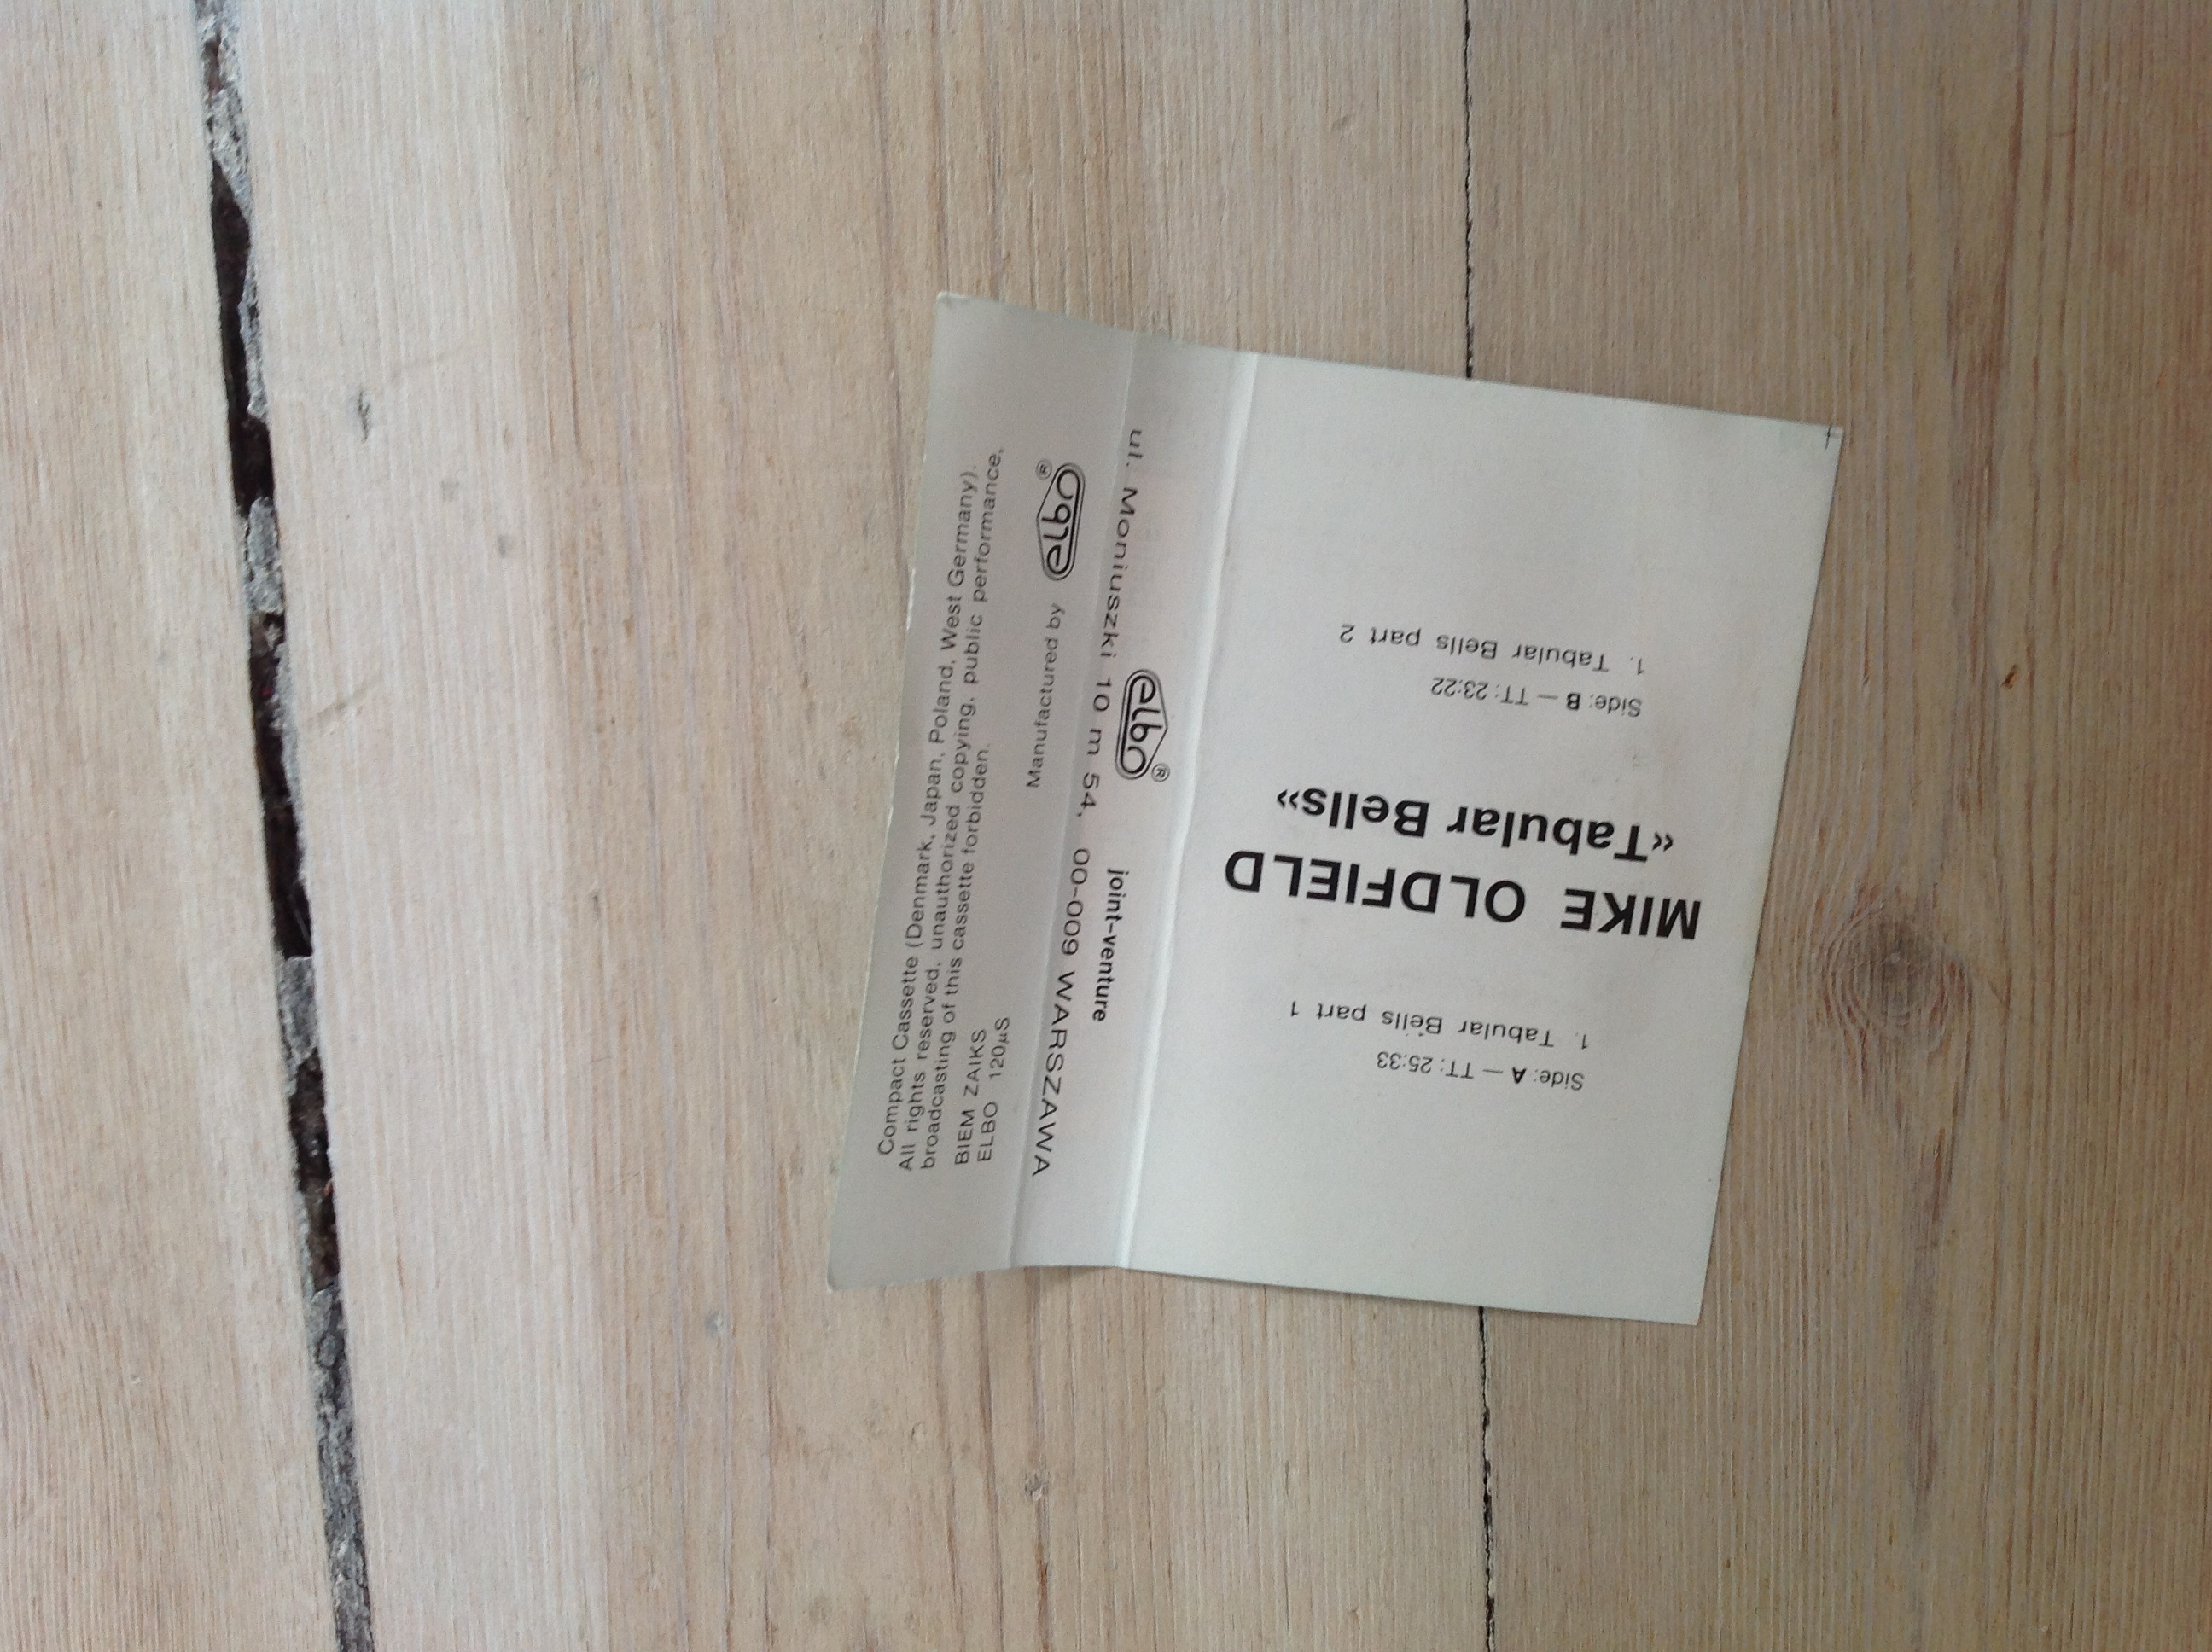 Side: A — TT: 25:33
1. Tabular Bells part 1
MIKE OLDFIELD
«Tabular Bells»
Side: B — TT: 23:22
1. Tabular Bells part 2
elbo® joint-venture
ul. Moniuszki 10 m 54, 00-009 WARSZAWA
Manufactured by elbo®
Compact Cassette (Denmark, Japan, Poland, West Germany).
All rights reserved, unauthorized copying, public performance,
broadcasting of this cassette forbidden.
BIEM ZAIKS
ELBO 120µS